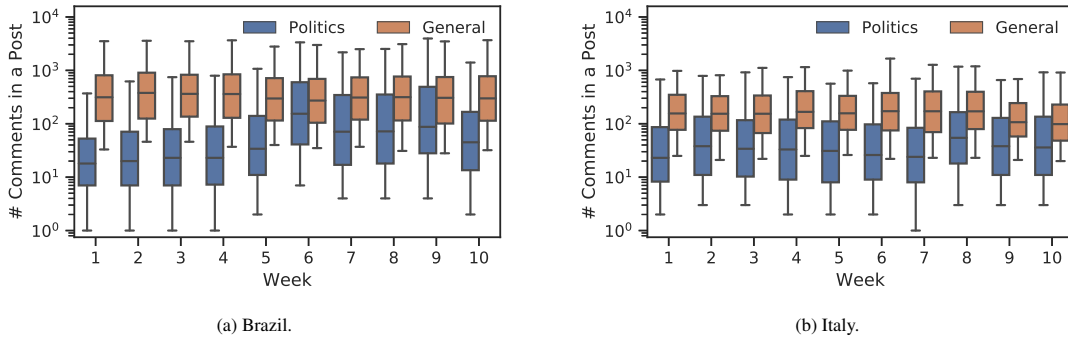 Politics General
# Comments in a Post
10⁴
10³
10²
10¹
10⁰
1 2 3 4 5 6 7 8 9 10
Week
(a) Brazil.
Politics General
# Comments in a Post
10⁴
10³
10²
10¹
10⁰
1 2 3 4 5 6 7 8 9 10
Week
(b) Italy.